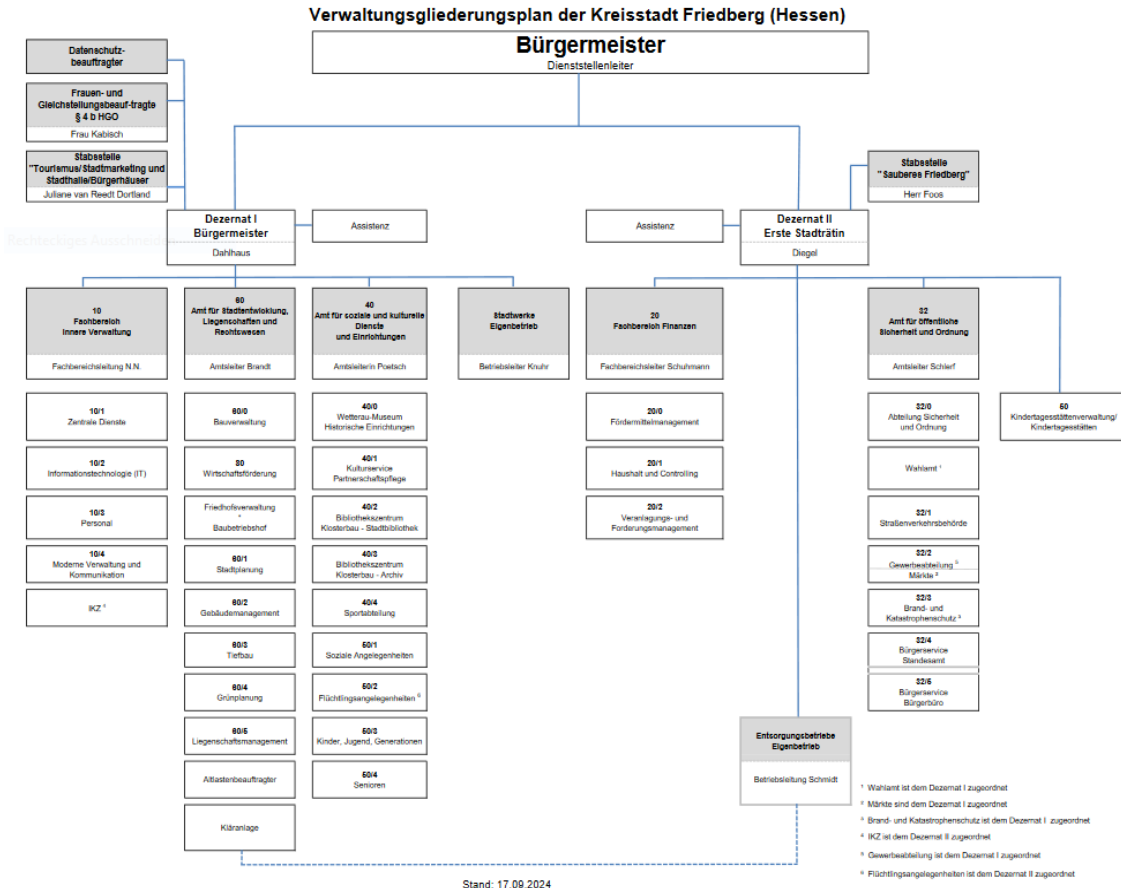 Verwaltungsgliederungsplan der Kreisstadt Friedberg (Hessen)
Bürgermeister
Dienststellenleiter
Datenschutz-
beauftragter
Frauen- und
Gleichstellungsbeauf-tragte
§ 4 b HGO
Frau Kabisch
Stabsstelle
"Tourismus/Stadtmarketing und
Stadthalle/Bürgerhäuser
Juliane van Reedt Dortland
Stabsstelle
"Sauberes Friedberg"
Herr Foos
Rechteckiges Ausschneiden
Dezernat I
Bürgermeister
Dahlhaus
Assistenz
Assistenz
Dezernat II
Erste Stadträtin
Diegel
10
Fachbereich
Innere Verwaltung
Fachbereichsleitung N.N.
60
Amt für Stadtentwicklung,
Liegenschaften und
Rechtswesen
Amtsleiter Brandt
40
Amt für soziale und kulturelle
Dienste
und Einrichtungen
Amtsleiterin Poetsch
Stadtwerke
Eigenbetrieb
Betriebsleiter Knuhr
20
Fachbereich Finanzen
Fachbereichsleiter Schuhmann
32
Amt für öffentliche
Sicherheit und Ordnung
Amtsleiter Schlerf
10/1
Zentrale Dienste
10/2
Informationstechnologie (IT)
10/3
Personal
10/4
Moderne Verwaltung und
Kommunikation
IKZ ⁴
60/0
Bauverwaltung
80
Wirtschaftsförderung
Friedhofsverwaltung
*
Baubetriebshof
60/1
Stadtplanung
60/2
Gebäudemanagement
60/3
Tiefbau
60/4
Grünplanung
60/5
Liegenschaftsmanagement
Altlastenbeauftragter
Kläranlage
40/0
Wetterau-Museum
Historische Einrichtungen
40/1
Kulturservice
Partnerschaftspflege
40/2
Bibliothekszentrum
Klosterbau - Stadtbibliothek
40/3
Bibliothekszentrum
Klosterbau - Archiv
40/4
Sportabteilung
50/1
Soziale Angelegenheiten
50/2
Flüchtlingsangelegenheiten ⁶
50/3
Kinder, Jugend, Generationen
50/4
Senioren
20/0
Fördermittelmanagement
20/1
Haushalt und Controlling
20/2
Veranlagungs- und
Forderungsmanagement
32/0
Abteilung Sicherheit
und Ordnung
Wahlamt ¹
32/1
Straßenverkehrsbehörde
32/2
Gewerbeabteilung ⁵
Märkte ²
32/3
Brand- und
Katastrophenschutz ³
32/4
Bürgerservice
Standesamt
32/5
Bürgerservice
Bürgerbüro
50
Kindertagesstättenverwaltung/
Kindertagesstätten
Entsorgungsbetriebe
Eigenbetrieb
Betriebsleitung Schmidt
¹ Wahlamt ist dem Dezernat I zugeordnet
² Märkte sind dem Dezernat I zugeordnet
³ Brand- und Katastrophenschutz ist dem Dezernat I zugeordnet
⁴ IKZ ist dem Dezernat II zugeordnet
⁵ Gewerbeabteilung ist dem Dezernat I zugeordnet
⁶ Flüchtlingsangelegenheiten ist dem Dezernat II zugeordnet
Stand: 17.09.2024